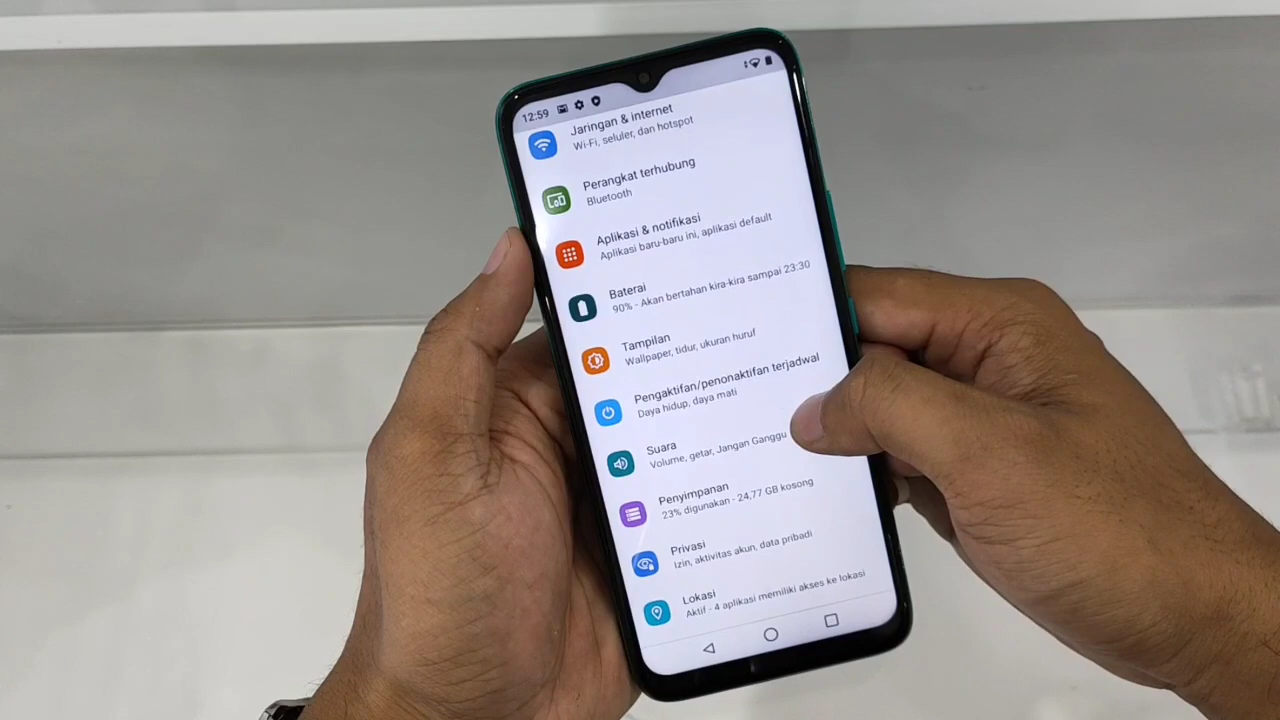 12:59
Jaringan & internet
Wi-Fi, seluler, dan hotspot
Perangkat terhubung
Bluetooth
Aplikasi & notifikasi
Aplikasi baru-baru ini, aplikasi default
Baterai
90% - Akan bertahan kira-kira sampai 23:30
Tampilan
Wallpaper, tidur, ukuran huruf
Pengaktifan/penonaktifan terjadwal
Daya hidup, daya mati
Suara
Volume, getar, Jangan Ganggu
Penyimpanan
23% digunakan - 24,77 GB kosong
Privasi
Izin, aktivitas akun, data pribadi
Lokasi
Aktif - 4 aplikasi memiliki akses ke lokasi